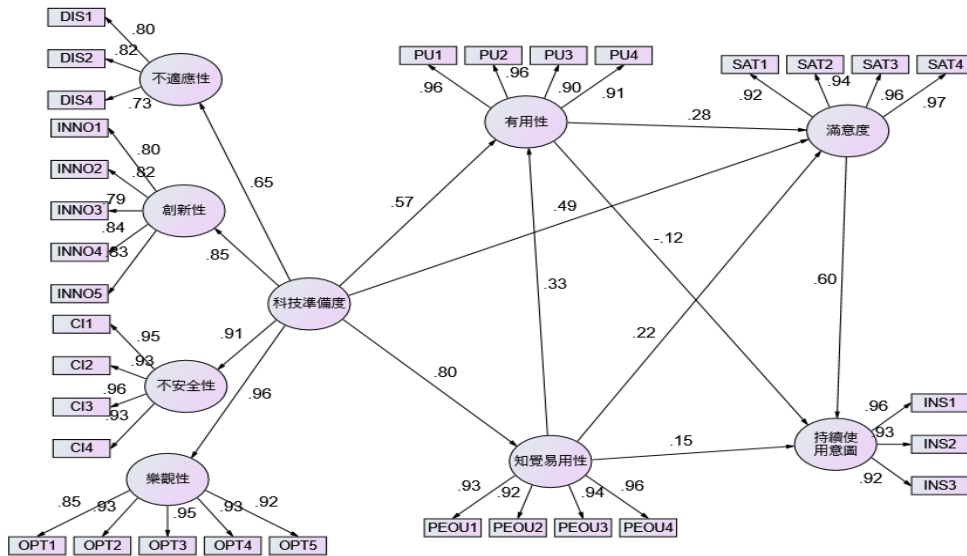 DIS1
.80
DIS2
.82
DIS4
.73
不適應性
INNO1
.80
INNO2
.82
INNO3
.79
INNO4
.84
.83
INNO5
創新性
.65
.85
科技準備度
CI1
.95
CI2
.93
CI3
.96
CI4
.93
不安全性
.91
.96
樂觀性
.85
.93
.95
.93
.92
OPT1
OPT2
OPT3
OPT4
OPT5
PU1
PU2
PU3
PU4
.96
.96
.90
.91
有用性
.57
.28
.49
-.12
.33
.22
.60
.80
.15
SAT1
SAT2
SAT3
SAT4
.92
.94
.96
.97
滿意度
知覺易用性
.93
.92
.94
.96
PEOU1
PEOU2
PEOU3
PEOU4
持續使
用意圖
.96
INS1
.93
INS2
.92
INS3